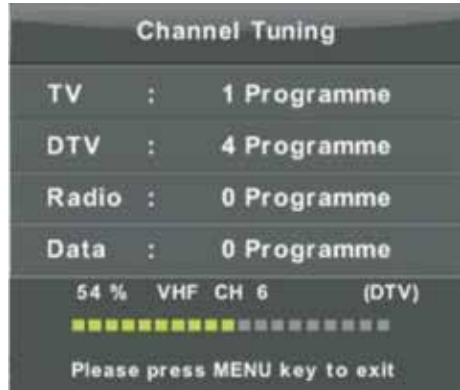 Channel Tuning
TV : 1 Programme
DTV : 4 Programme
Radio : 0 Programme
Data : 0 Programme
54 % VHF CH 6 (DTV)
Please press MENU key to exit